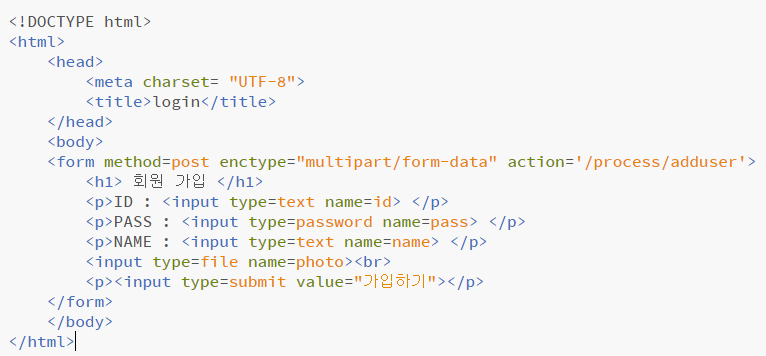 <!DOCTYPE html>
<html>
    <head>
        <meta charset= "UTF-8">
        <title>login</title>
    </head>
    <body>
    <form method=post enctype="multipart/form-data" action='/process/adduser'>
        <h1> 회원 가입 </h1>
        <p>ID : <input type=text name=id> </p>
        <p>PASS : <input type=password name=pass> </p>
        <p>NAME : <input type=text name=name> </p>
        <input type=file name=photo><br>
        <p><input type=submit value="가입하기"></p>
    </form>
    </body>
</html>